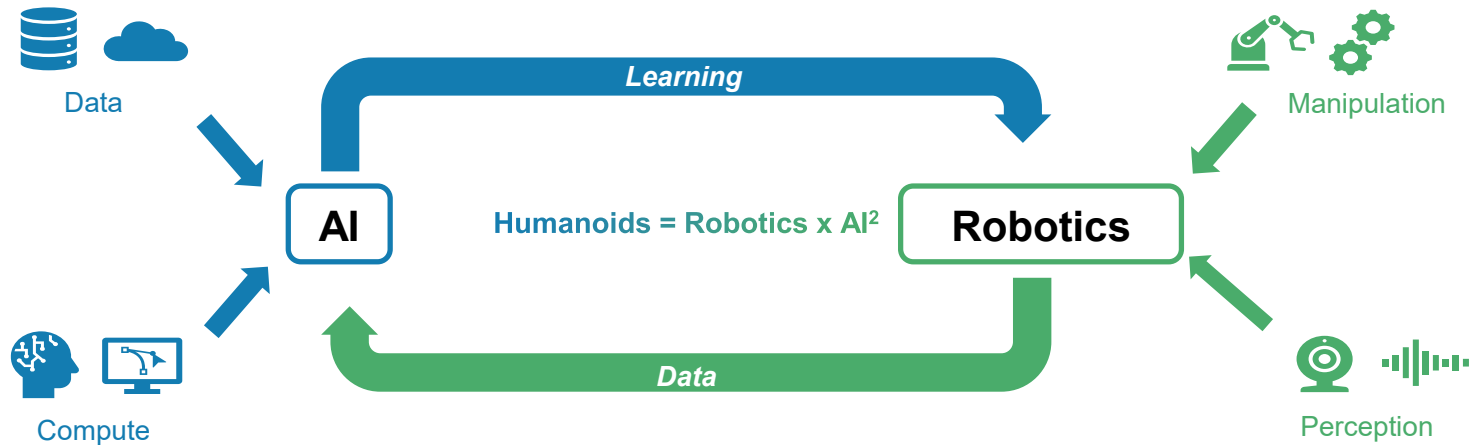 Learning
Data
Manipulation
AI
Humanoids = Robotics x AI²
Robotics
Data
Compute
Perception